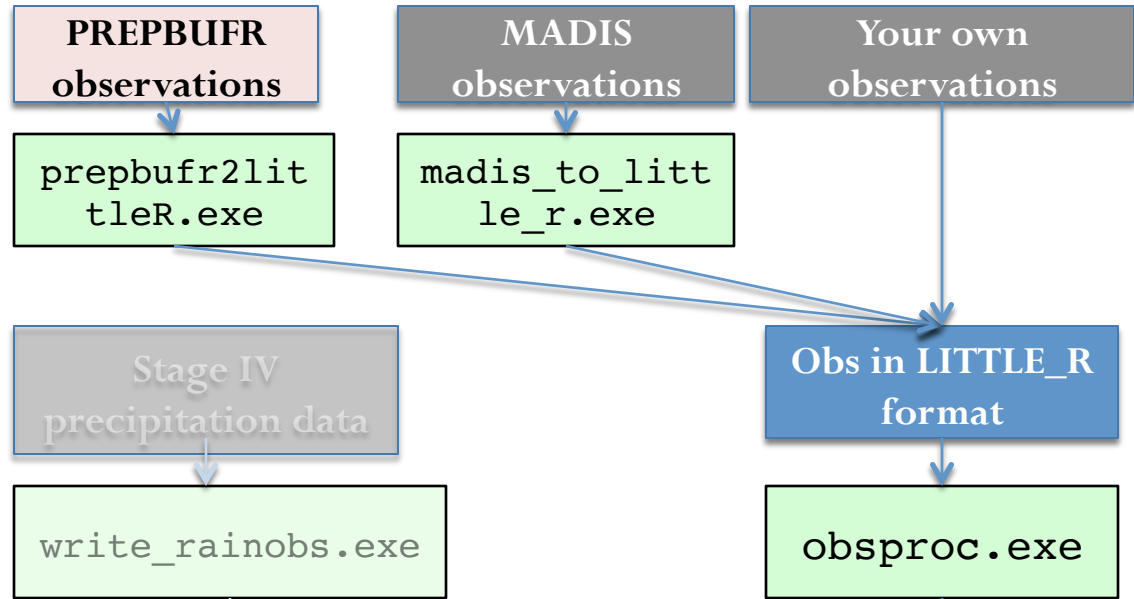 PREPBUFR
observations
MADIS
observations
Your own
observations
prepbufr2lit
tleR.exe
madis_to_litt
le_r.exe
Stage IV
precipitation data
Obs in LITTLE_R
format
write_rainobs.exe
obsproc.exe